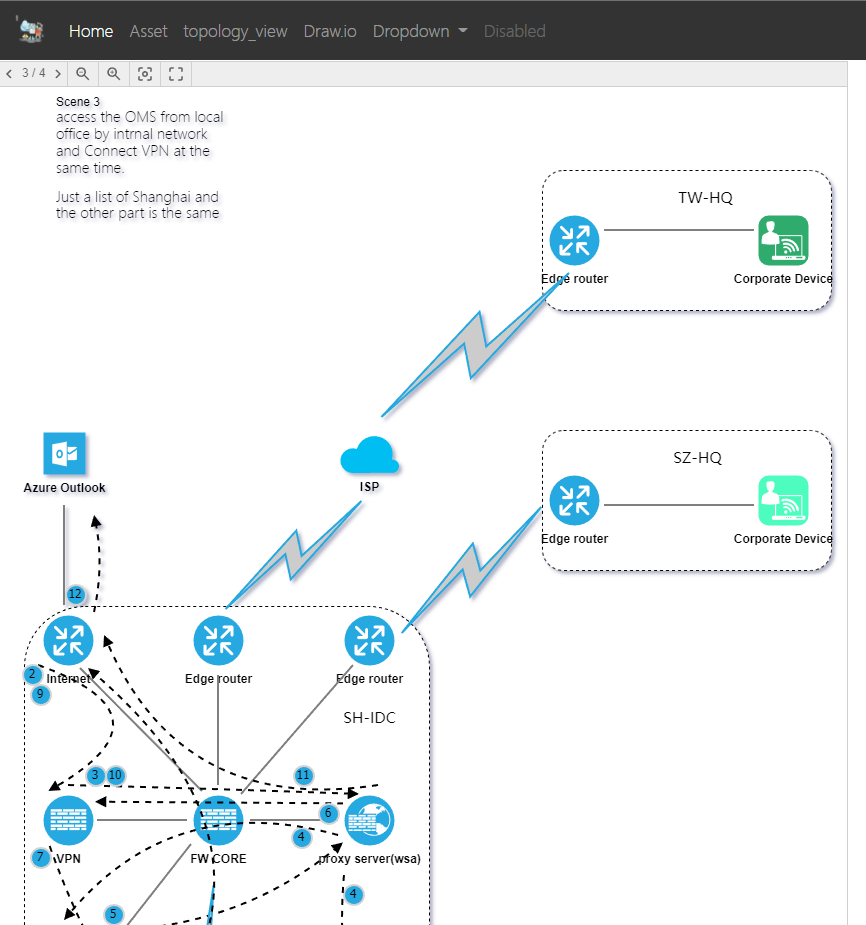 Home Asset topology_view Draw.io Dropdown Disabled
3 / 4
Scene 3
access the OMS from local
office by intrnal network
and Connect VPN at the
same time.
Just a list of Shanghai and
the other part is the same
TW-HQ
Edge router
Corporate Device
Azure Outlook
ISP
SZ-HQ
Edge router
Corporate Device
12
Internet
Edge router
Edge router
2
9
SH-IDC
3
10
11
6
4
7
VPN
FW CORE
proxy server(wsa)
4
5